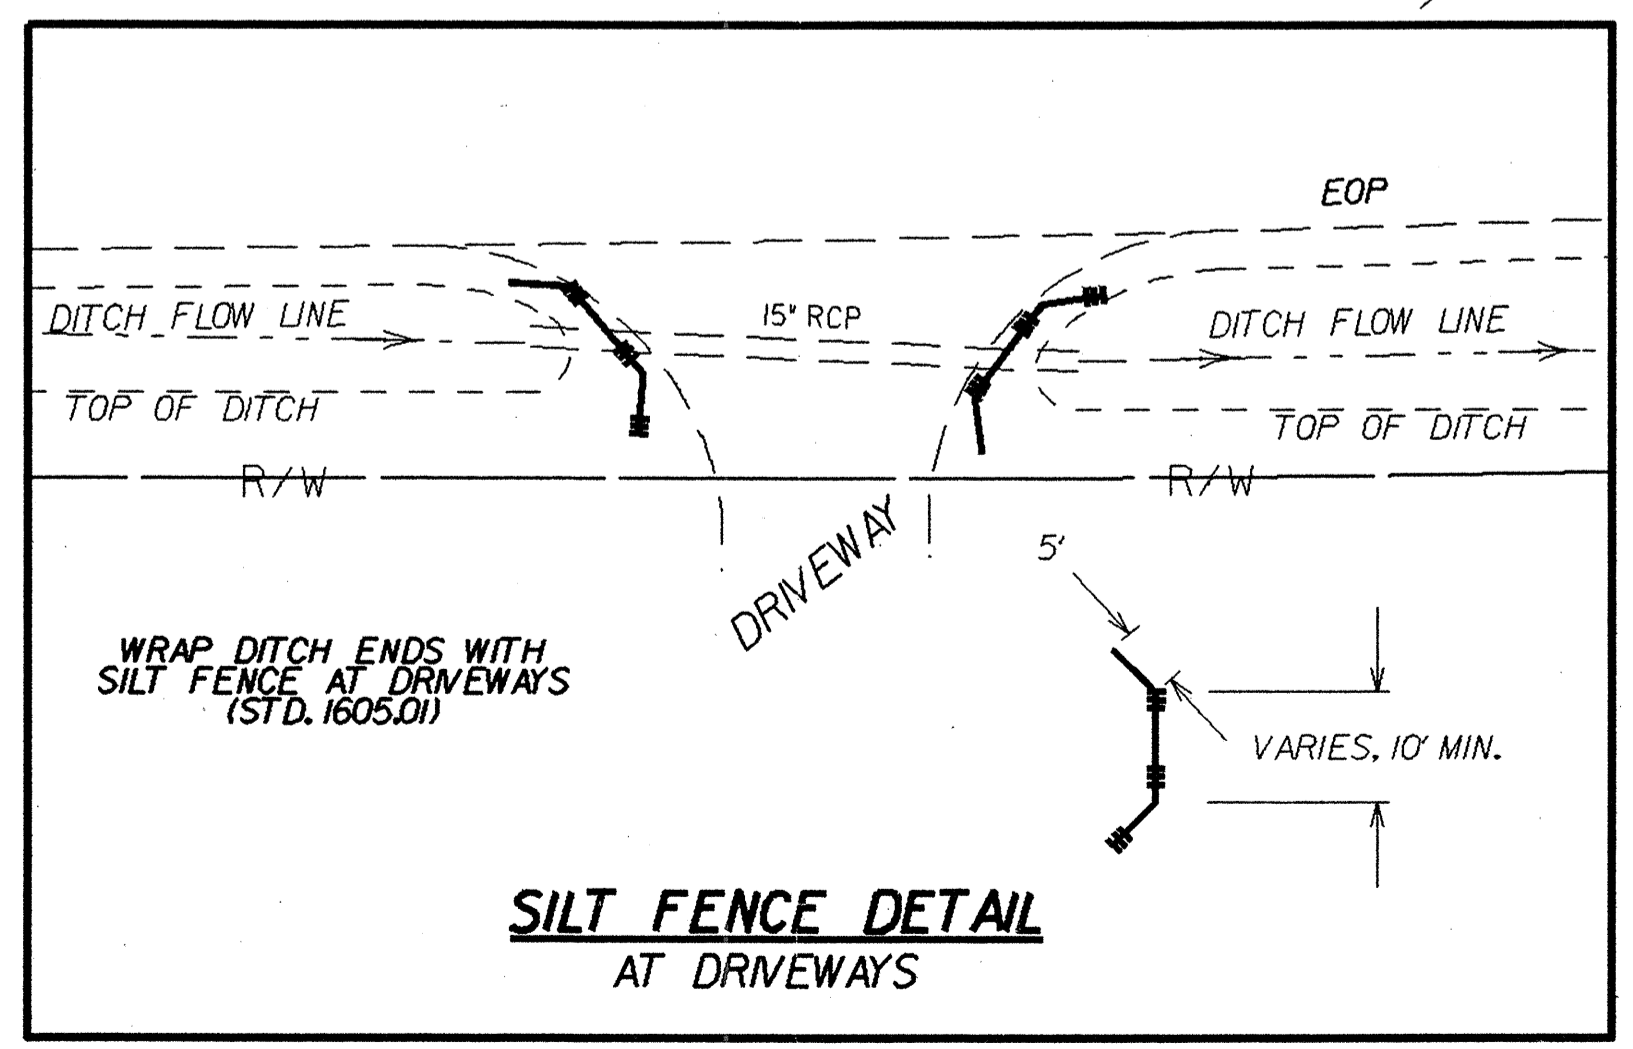 EOP
15" RCP
DITCH FLOW LINE
DITCH FLOW LINE
TOP OF DITCH
TOP OF DITCH
R/W
R/W
DRIVEWAY
5'
WRAP DITCH ENDS WITH
SILT FENCE AT DRIVEWAYS
(STD. 1605.01)
VARIES, 10' MIN.
SILT FENCE DETAIL
AT DRIVEWAYS